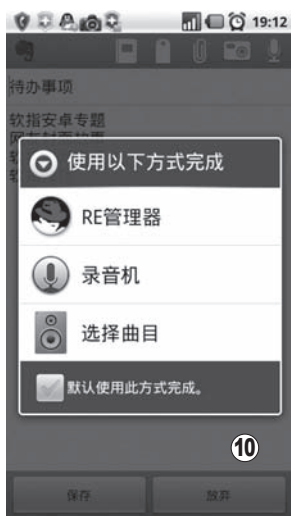 19:12
待办事项
软指安卓专题
使用以下方式完成
RE管理器
录音机
选择曲目
默认使用此方式完成。
10
保存
放弃